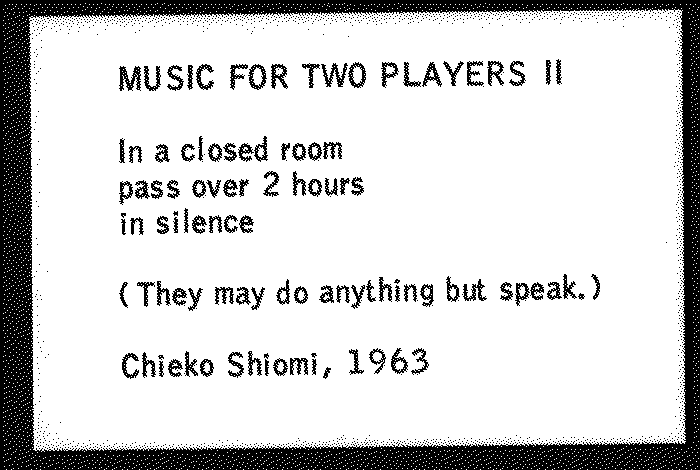 MUSIC FOR TWO PLAYERS II
In a closed room
pass over 2 hours
in silence
(They may do anything but speak.)
Chieko Shiomi, 1963